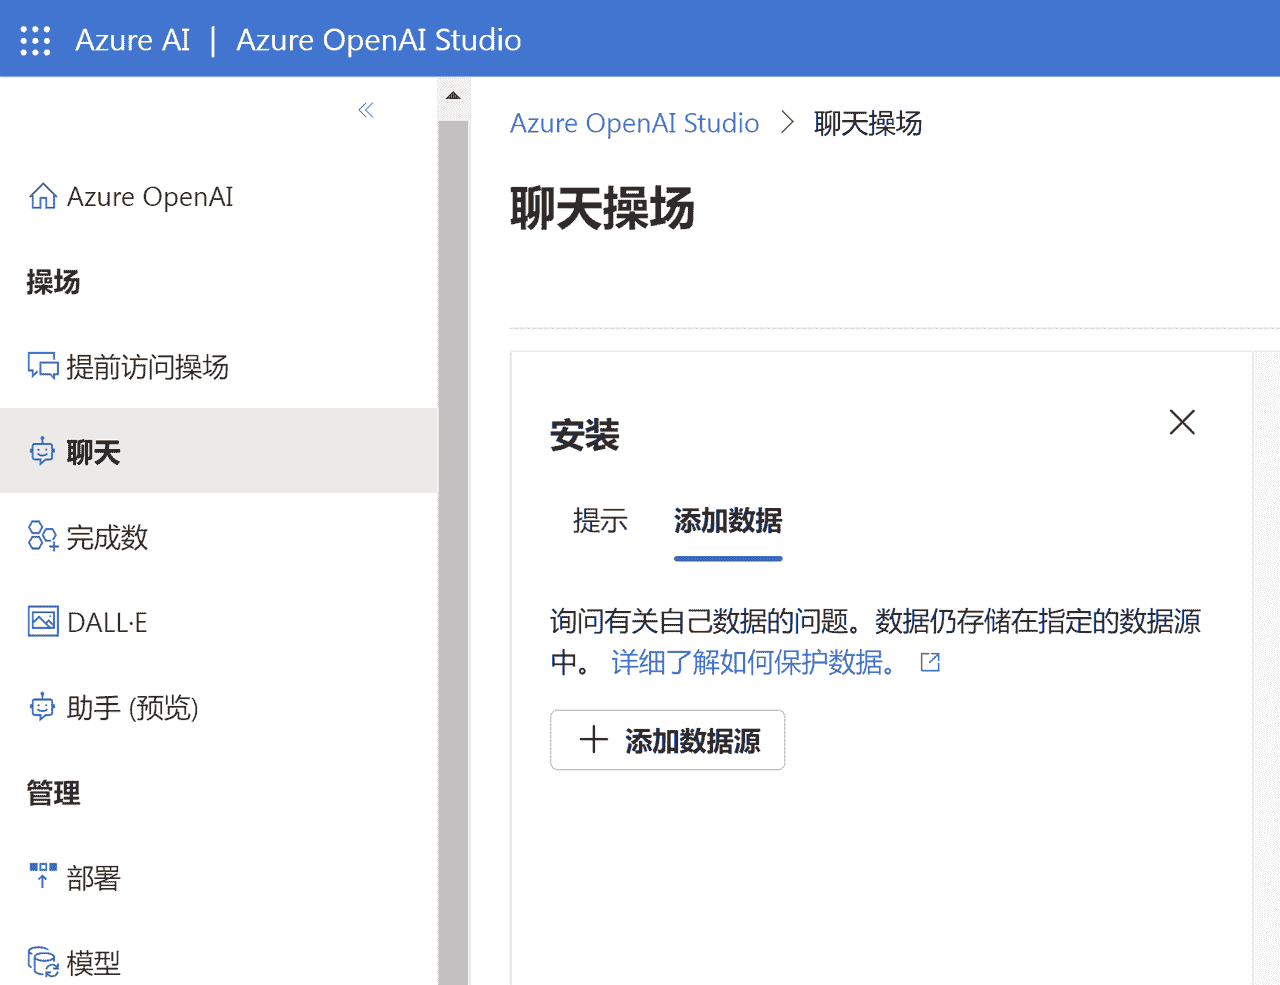 Azure AI | Azure OpenAI Studio
Azure OpenAI
操场
提前访问操场
聊天
完成数
DALL·E
助手 (预览)
管理
部署
模型
Azure OpenAI Studio > 聊天操场
聊天操场
安装
提示 添加数据
询问有关自己数据的问题。数据仍存储在指定的数据源
中。 详细了解如何保护数据。
添加数据源